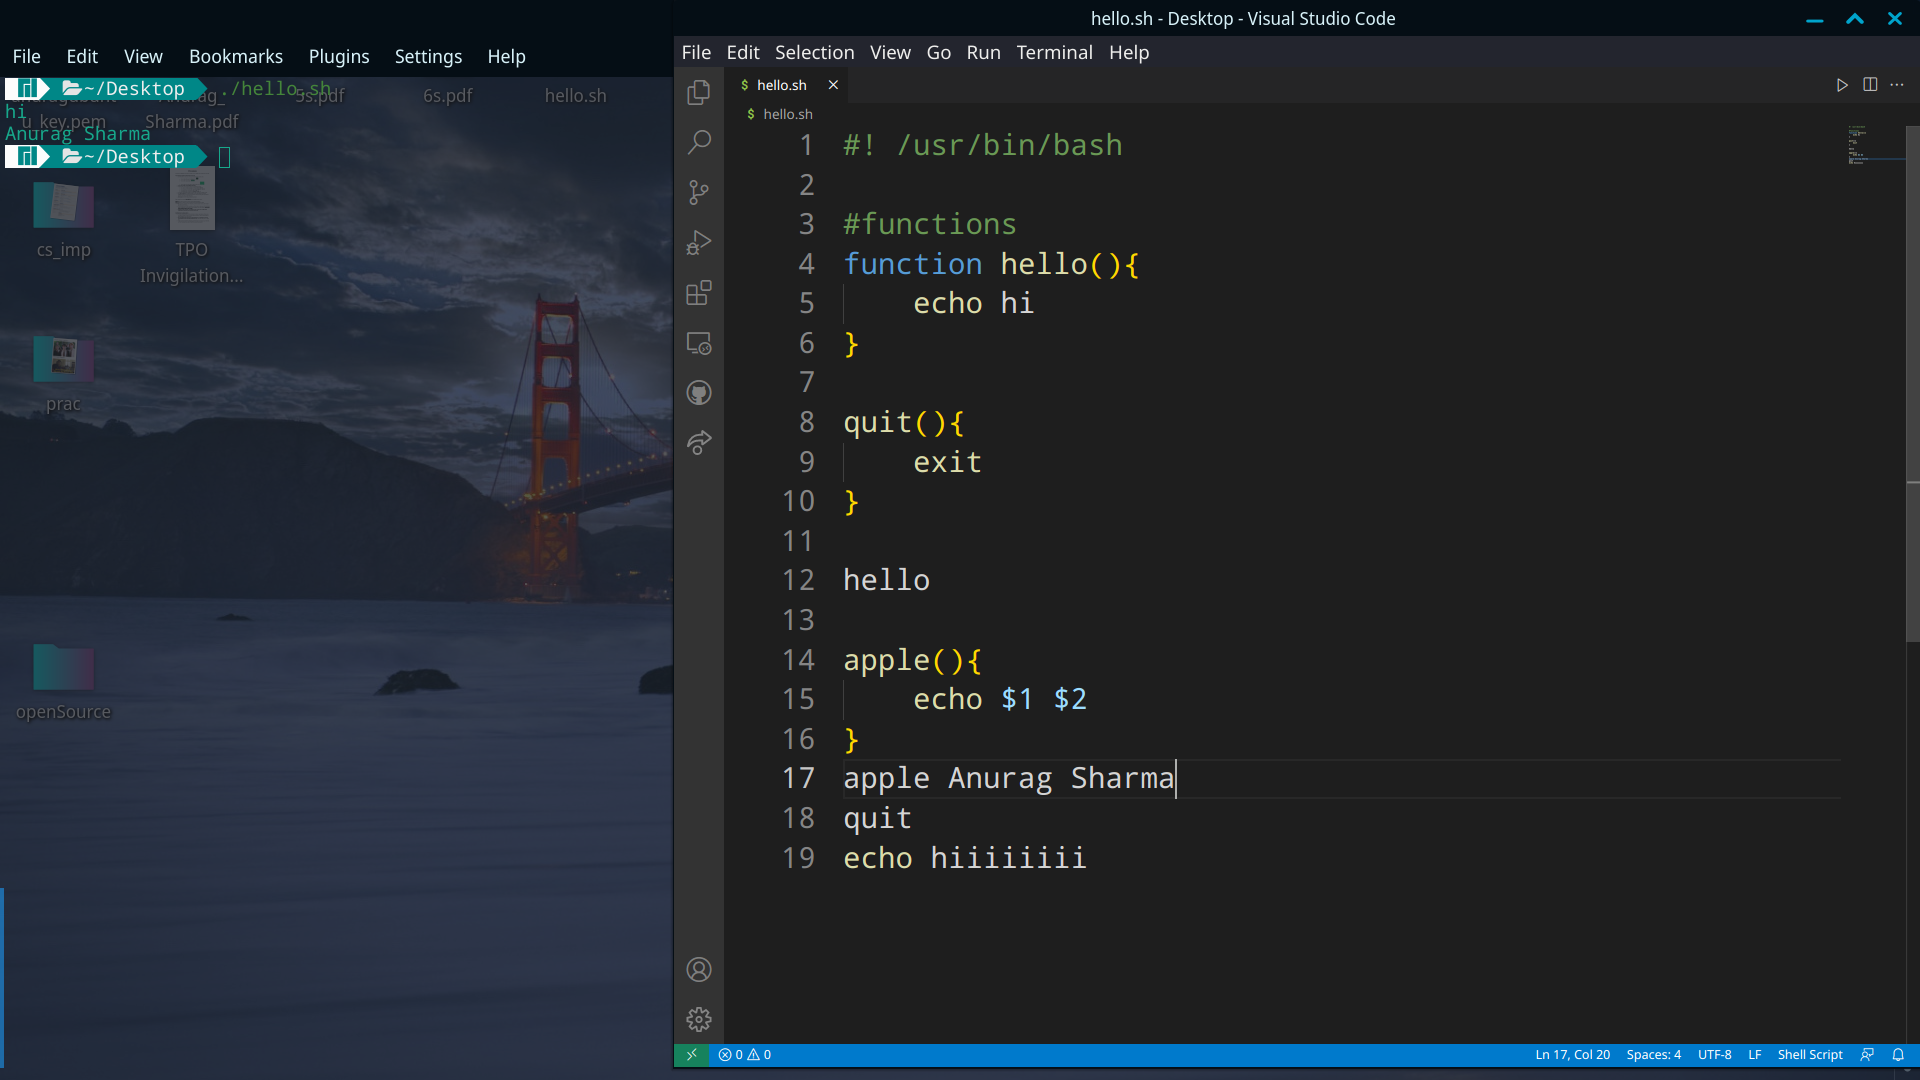 hello.sh - Desktop - Visual Studio Code
File Edit View Bookmarks Plugins Settings Help
File Edit Selection View Go Run Terminal Help
~/Desktop ./hello.sh
5s.pdf 6s.pdf hello.sh
hi
u_key.pem Sharma.pdf
Anurag Sharma
~/Desktop
cs_imp
TPO
Invigilation...
prac
openSource
$ hello.sh
$ hello.sh
1 #! /usr/bin/bash
2
3 #functions
4 function hello(){
5 echo hi
6 }
7
8 quit(){
9 exit
10 }
11
12 hello
13
14 apple(){
15 echo $1 $2
16 }
17 apple Anurag Sharma
18 quit
19 echo hiiiiiiii
0 0 Ln 17, Col 20 Spaces: 4 UTF-8 LF Shell Script